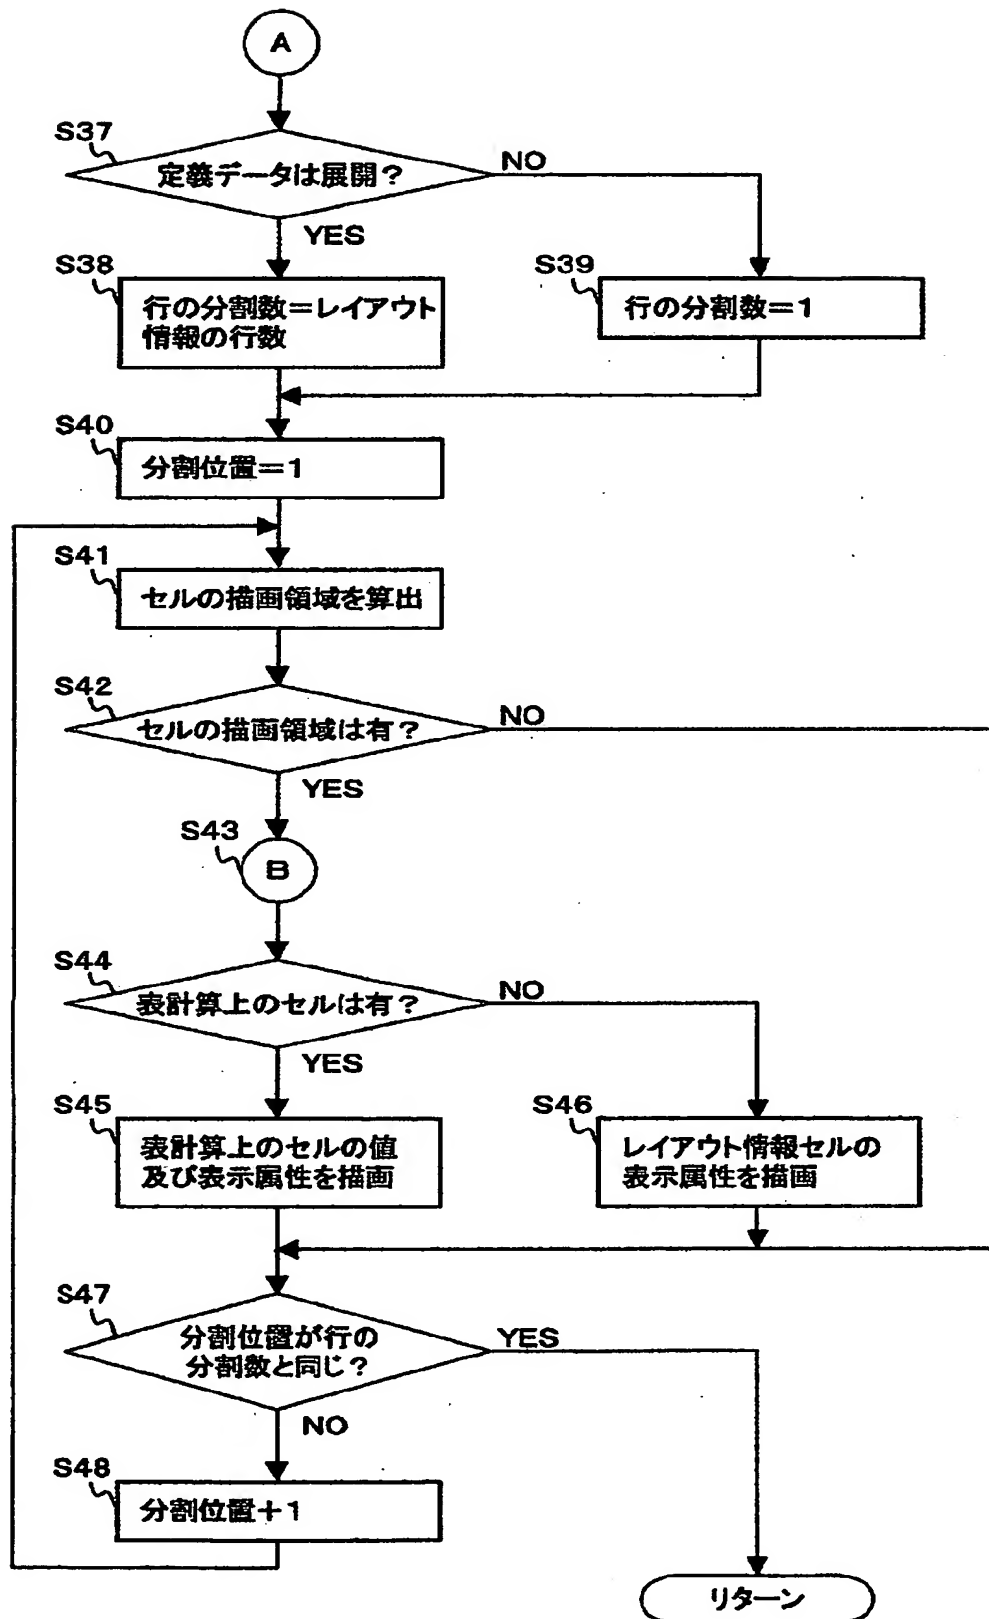 A
S37
定義データは展開？
NO
YES
S38
行の分割数＝レイアウト
情報の行数
S39
行の分割数＝1
S40
分割位置＝1
S41
セルの描画領域を算出
S42
セルの描画領域は有？
NO
YES
S43
B
S44
表計算上のセルは有？
NO
YES
S45
表計算上のセルの値
及び表示属性を描画
S46
レイアウト情報セルの
表示属性を描画
S47
分割位置が行の
分割数と同じ？
YES
NO
S48
分割位置＋1
リターン